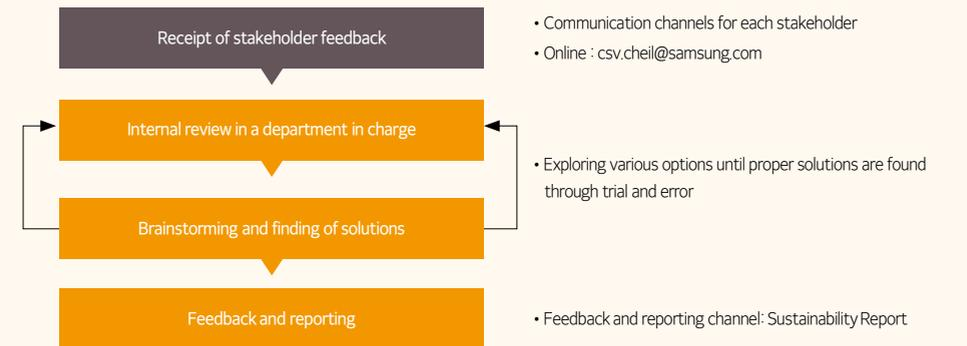 Receipt of stakeholder feedback
• Communication channels for each stakeholder
• Online : csv.cheil@samsung.com
Internal review in a department in charge
• Exploring various options until proper solutions are found
through trial and error
Brainstorming and finding of solutions
Feedback and reporting
• Feedback and reporting channel: Sustainability Report